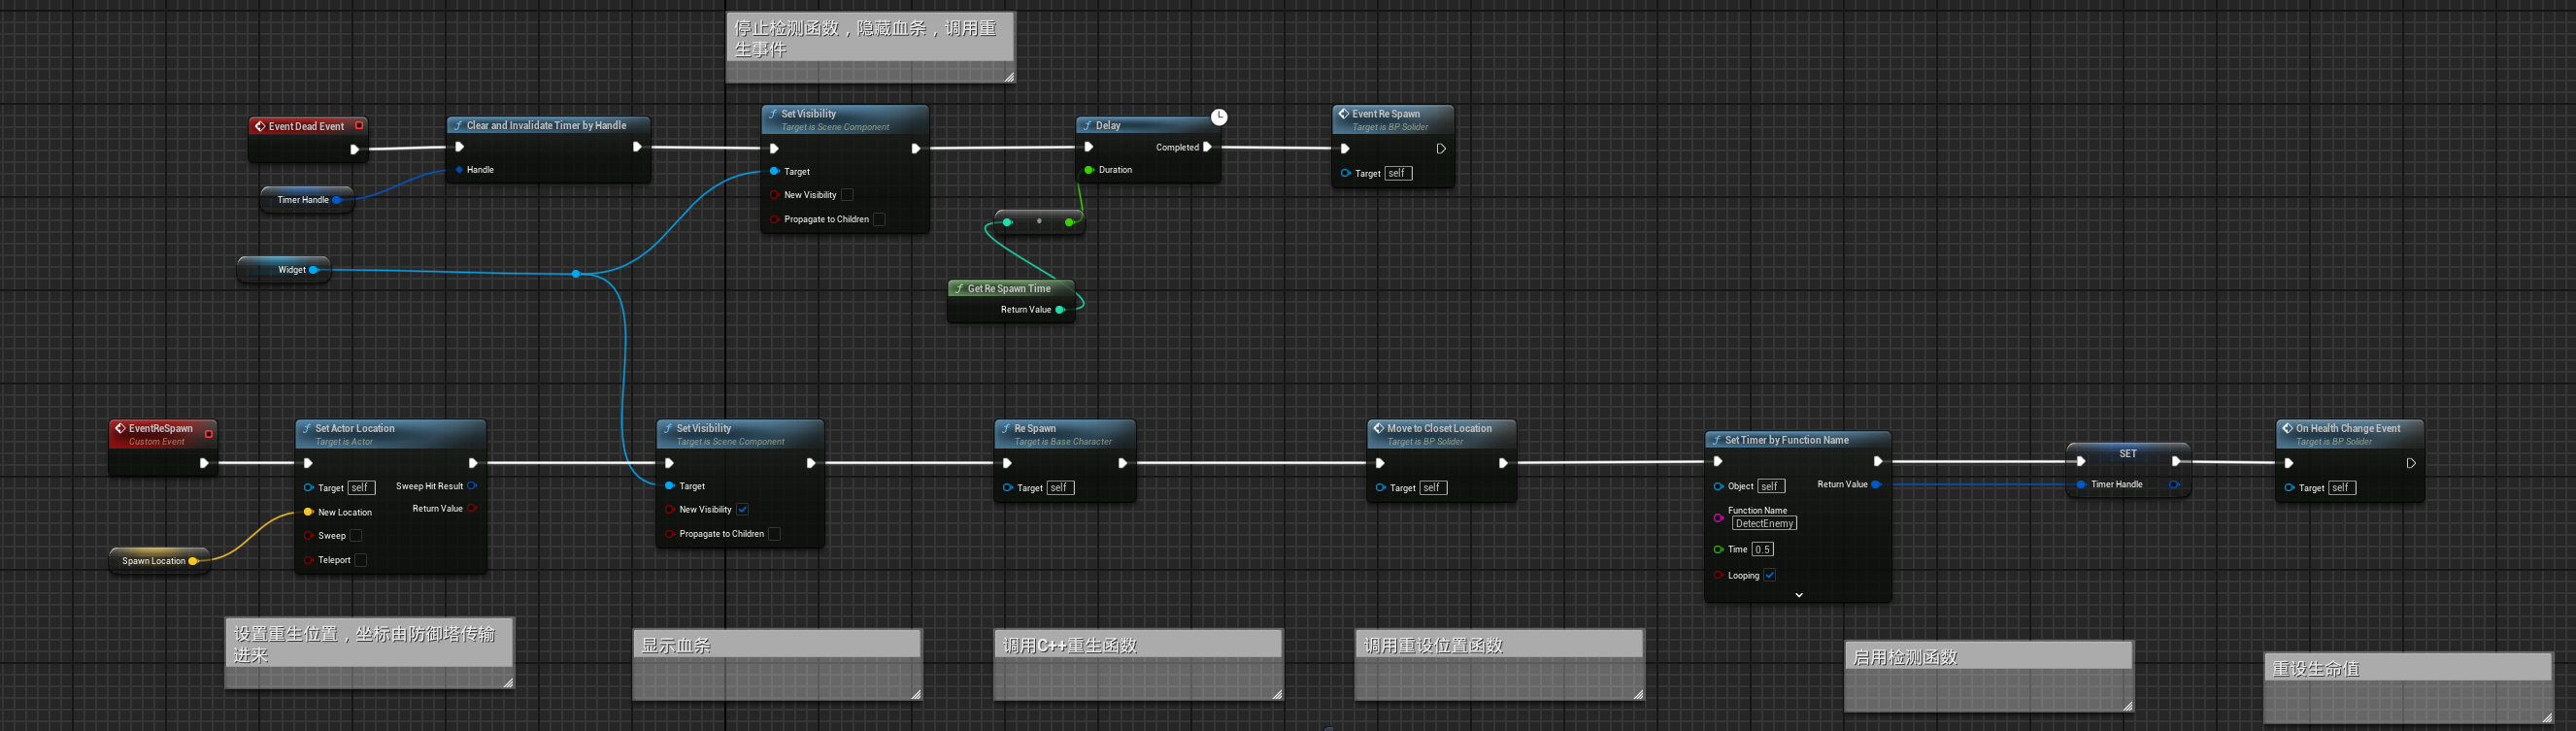 停止检测函数，隐藏血条，调用重
生事件
Event Dead Event
Timer Handle
Clear and Invalidate Timer by Handle
Handle
Widget
Set Visibility
Target is Scene Component
Target
New Visibility
Propagate to Children
Delay
Completed
Duration
Get Re Spawn Time
Return Value
Event Re Spawn
Target is BP Solider
Target self
EventReSpawn
Custom Event
Spawn Location
Set Actor Location
Target is Actor
Target self Sweep Hit Result
New Location Return Value
Sweep
Teleport
Set Visibility
Target is Scene Component
Target
New Visibility
Propagate to Children
Re Spawn
Target is Base Character
Target self
Move to Closet Location
Target is BP Solider
Target self
Set Timer by Function Name
Object self Return Value
Function Name
DetectEnemy
Time 0.5
Looping
SET
Timer Handle
On Health Change Event
Target is BP Solider
Target self
设置重生位置，坐标由防御塔传输
进来
显示血条
调用C++重生函数
调用重设位置函数
启用检测函数
重设生命值